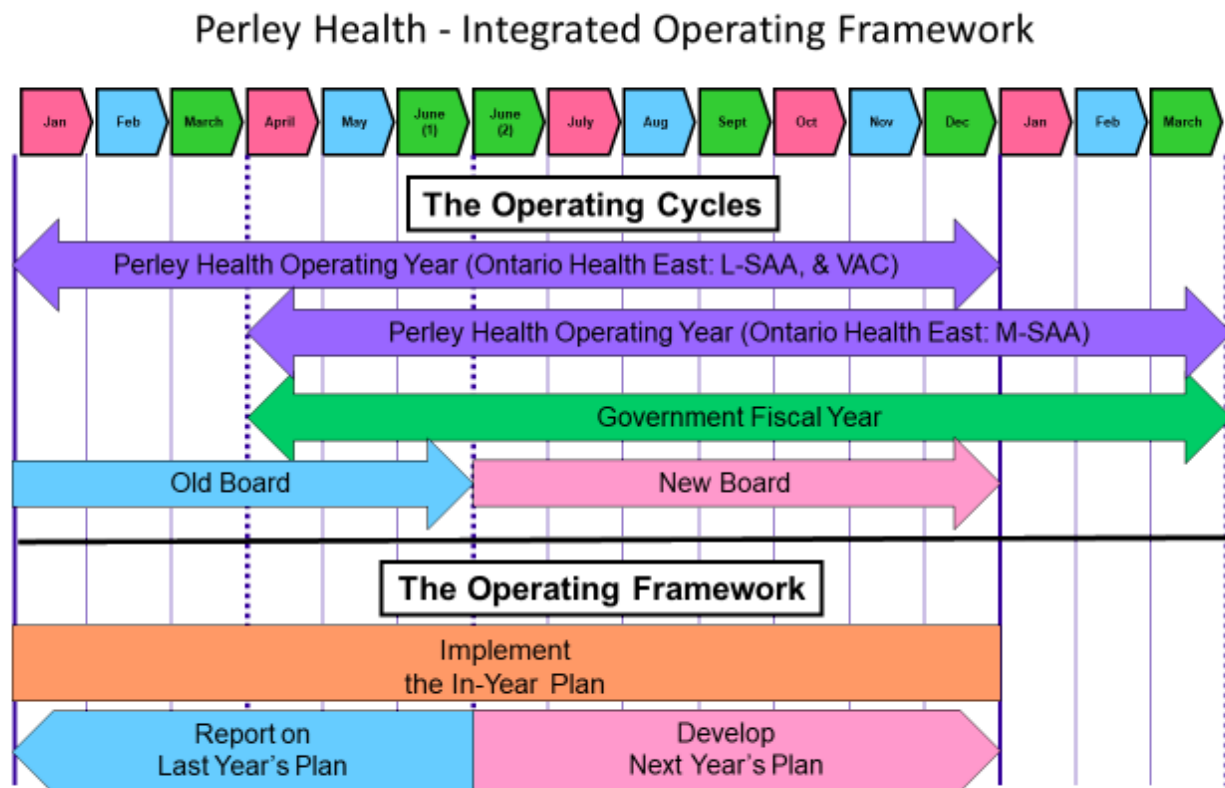 Perley Health - Integrated Operating Framework
Jan
Feb
March
April
May
June
(1)
June
(2)
July
Aug
Sept
Oct
Nov
Dec
Jan
Feb
March
The Operating Cycles
Perley Health Operating Year (Ontario Health East: L-SAA, & VAC)
Perley Health Operating Year (Ontario Health East: M-SAA)
Government Fiscal Year
Old Board
New Board
The Operating Framework
Implement
the In-Year Plan
Report on
Last Year's Plan
Develop
Next Year's Plan